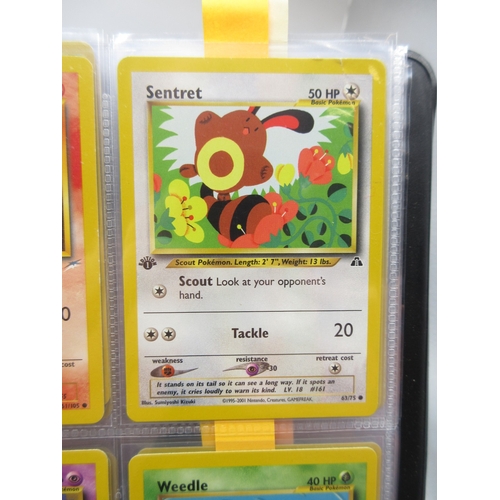 Sentret 50 HP
Basic Pokémon
1
Scout Pokémon. Length: 2' 7", Weight: 13 lbs.
Scout Look at your opponent's
hand.
Tackle 20
weakness resistance retreat cost
-30
It stands on its tail so it can see a long way. If it spots an
enemy, it cries loudly to warn its kind. LV. 18 #161
Illus. Sumiyoshi Kizuki ©1995-2001 Nintendo, Creatures, GAMEFREAK. 63/75
Weedle 40 HP
Basic Pokémon